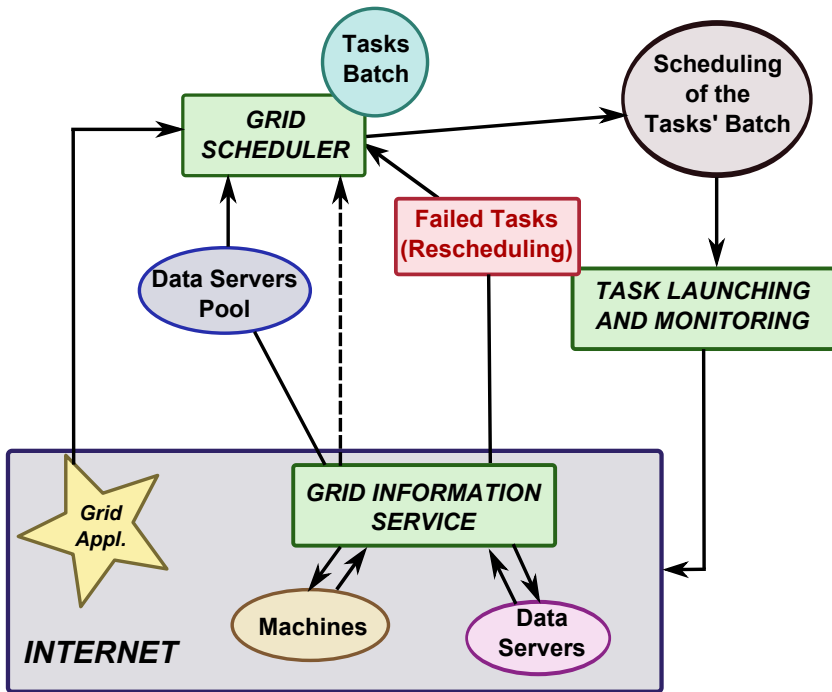 Tasks
Batch
Scheduling
of the
Tasks' Batch
GRID
SCHEDULER
Failed Tasks
(Rescheduling)
Data Servers
Pool
TASK LAUNCHING
AND MONITORING
Grid
Appl.
GRID INFORMATION
SERVICE
Machines
Data
Servers
INTERNET